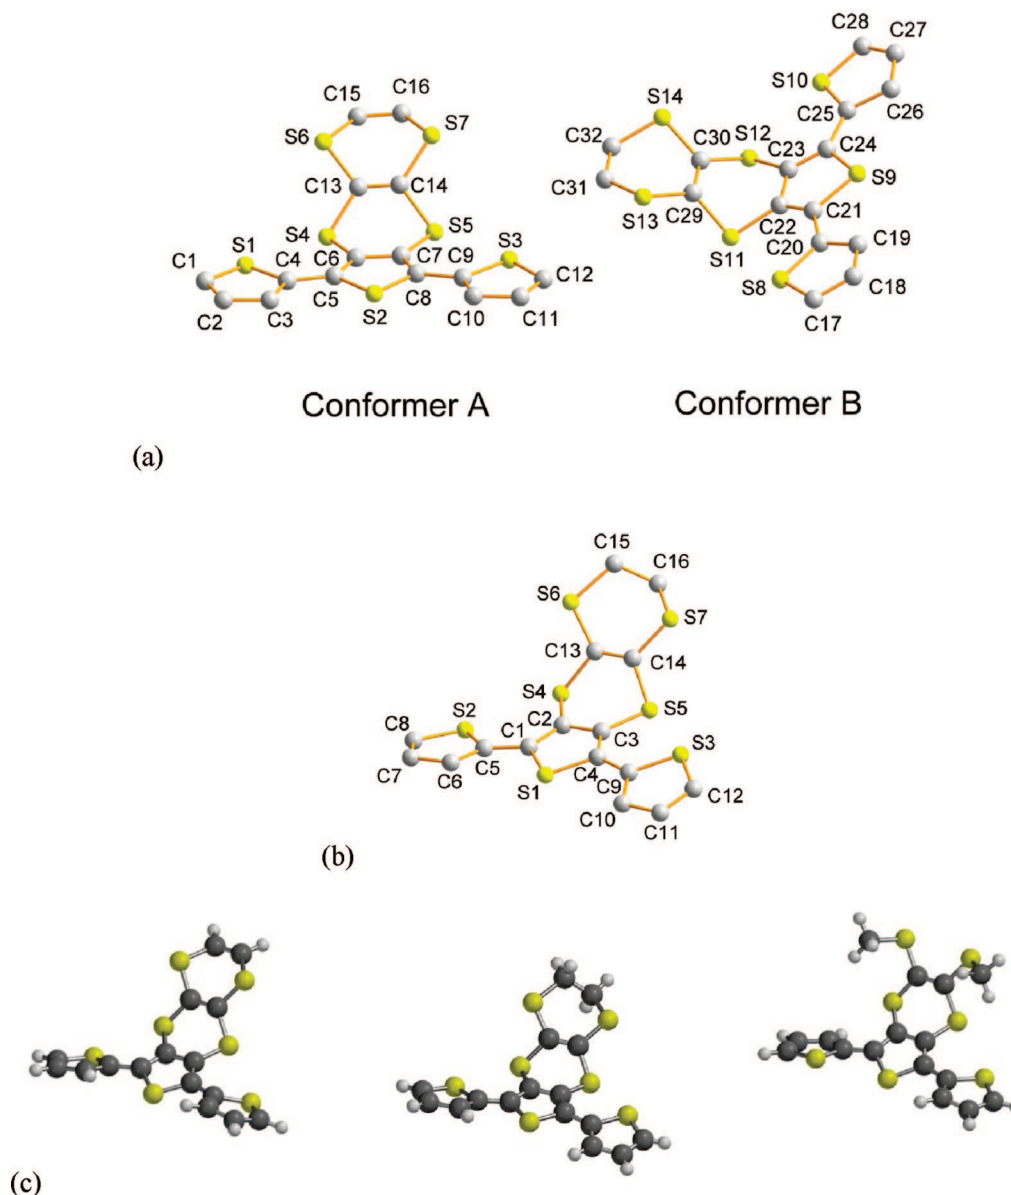 C28
C27
S10
C15
C16
S14
C25
C26
S6
S7
C32
C30
S12
C23
C24
C13
C14
S9
C31
S13
C29
C22
C21
S4
S5
S11
C20
C19
S1
C6
C7
C9
S3
C1
C4
C12
S8
C18
C5
C8
C2
C3
S2
C10
C11
C17
Conformer A
Conformer B
(a)
C15
C16
S6
S7
C13
C14
S4
S5
S2
C2
C8
C1
C3
S3
C7
C6
C5
C4
C9
S1
C12
C10
C11
(b)
(c)